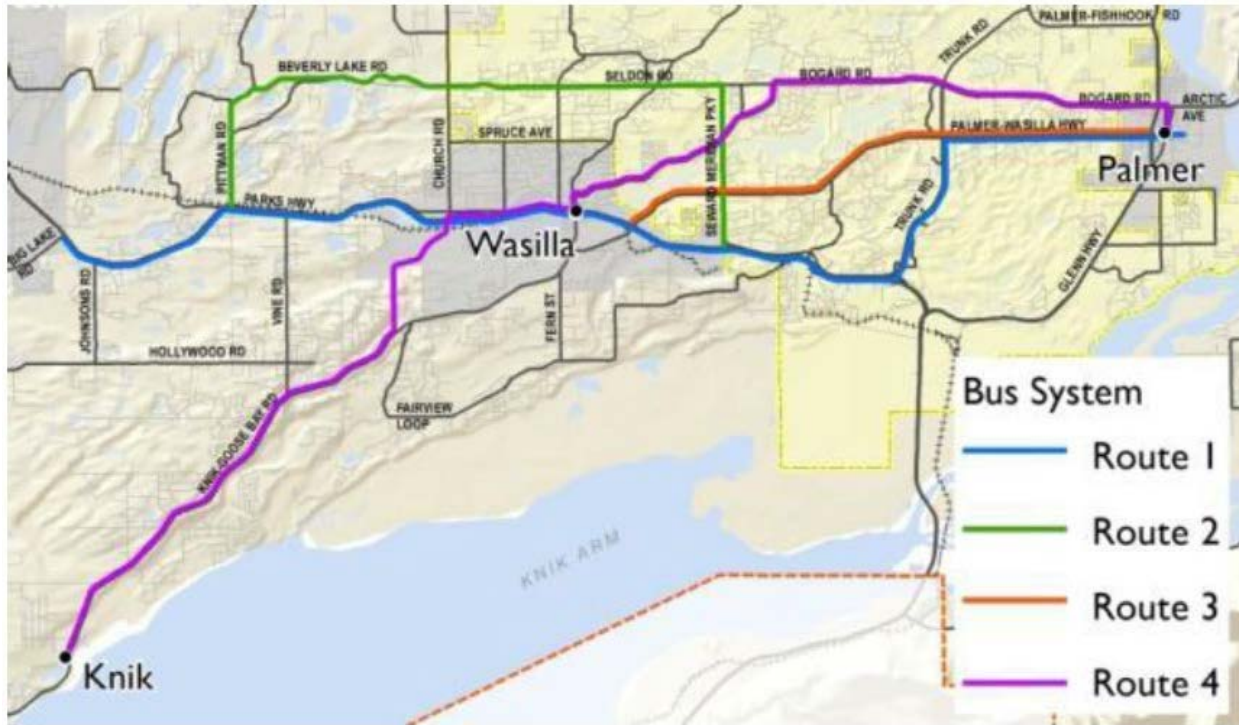 PALMER-FISHHOOK RD
TRUNK RD
BEVERLY LAKE RD
SELDON RD
BOGARD RD
BOGARD RD
ARCTIC
AVE
PITTMAN RD
CHURCH RD
SPRUCE AVE
SEWARD MERIDIAN PKY
PALMER-WASILLA HWY
Palmer
PARKS HWY
Wasilla
TRUNK RD
BIG LAKE
RD
JOHNSONS RD
VINE RD
FERN ST
GLENN HWY
HOLLYWOOD RD
FAIRVIEW
LOOP
KNIK-GOOSE BAY RD
KNIK ARM
Knik
Bus System
Route 1
Route 2
Route 3
Route 4